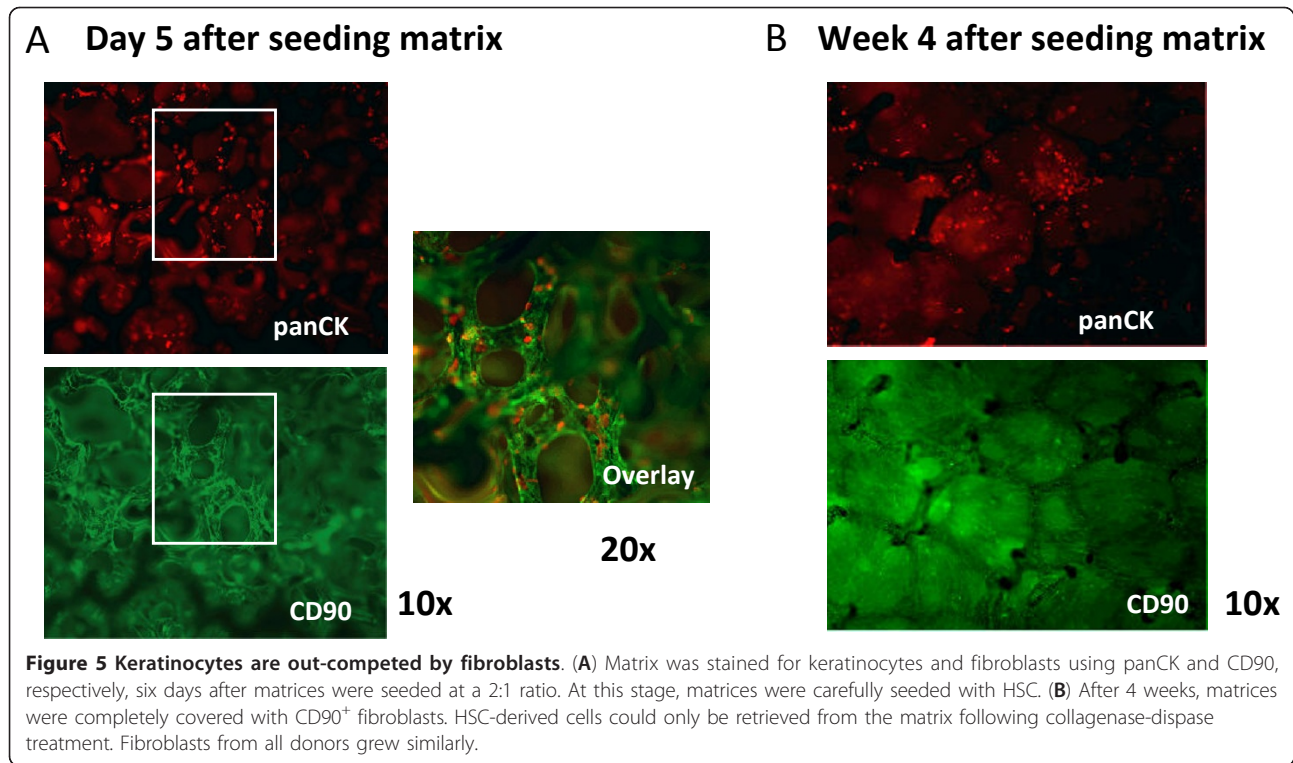 A Day 5 after seeding matrix
B Week 4 after seeding matrix
panCK
CD90
10x
Overlay
20x
panCK
CD90
10x
Figure 5 Keratinocytes are out-competed by fibroblasts. (A) Matrix was stained for keratinocytes and fibroblasts using panCK and CD90,
respectively, six days after matrices were seeded at a 2:1 ratio. At this stage, matrices were carefully seeded with HSC. (B) After 4 weeks, matrices
were completely covered with CD90⁺ fibroblasts. HSC-derived cells could only be retrieved from the matrix following collagenase-dispase
treatment. Fibroblasts from all donors grew similarly.